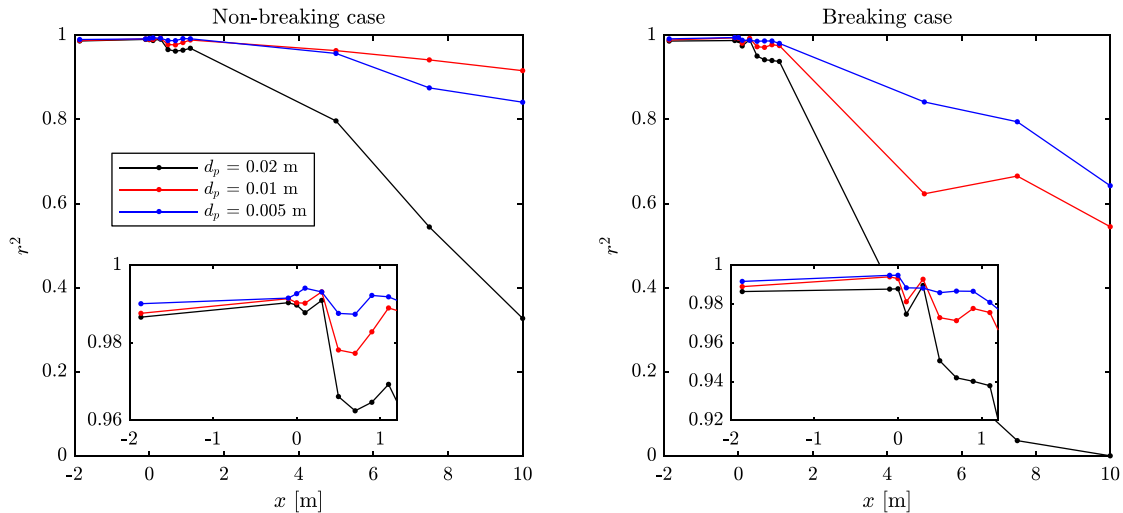 Non-breaking case
1
0.8
0.6
0.4
0.2
0
r²
d_p = 0.02 m
d_p = 0.01 m
d_p = 0.005 m
1
0.98
0.96
-2 -1 0 1
-2 0 2 4 6 8 10
x [m]
Breaking case
1
0.8
0.6
0.4
0.2
0
r²
1
0.98
0.96
0.94
0.92
-2 -1 0 1
-2 0 2 4 6 8 10
x [m]